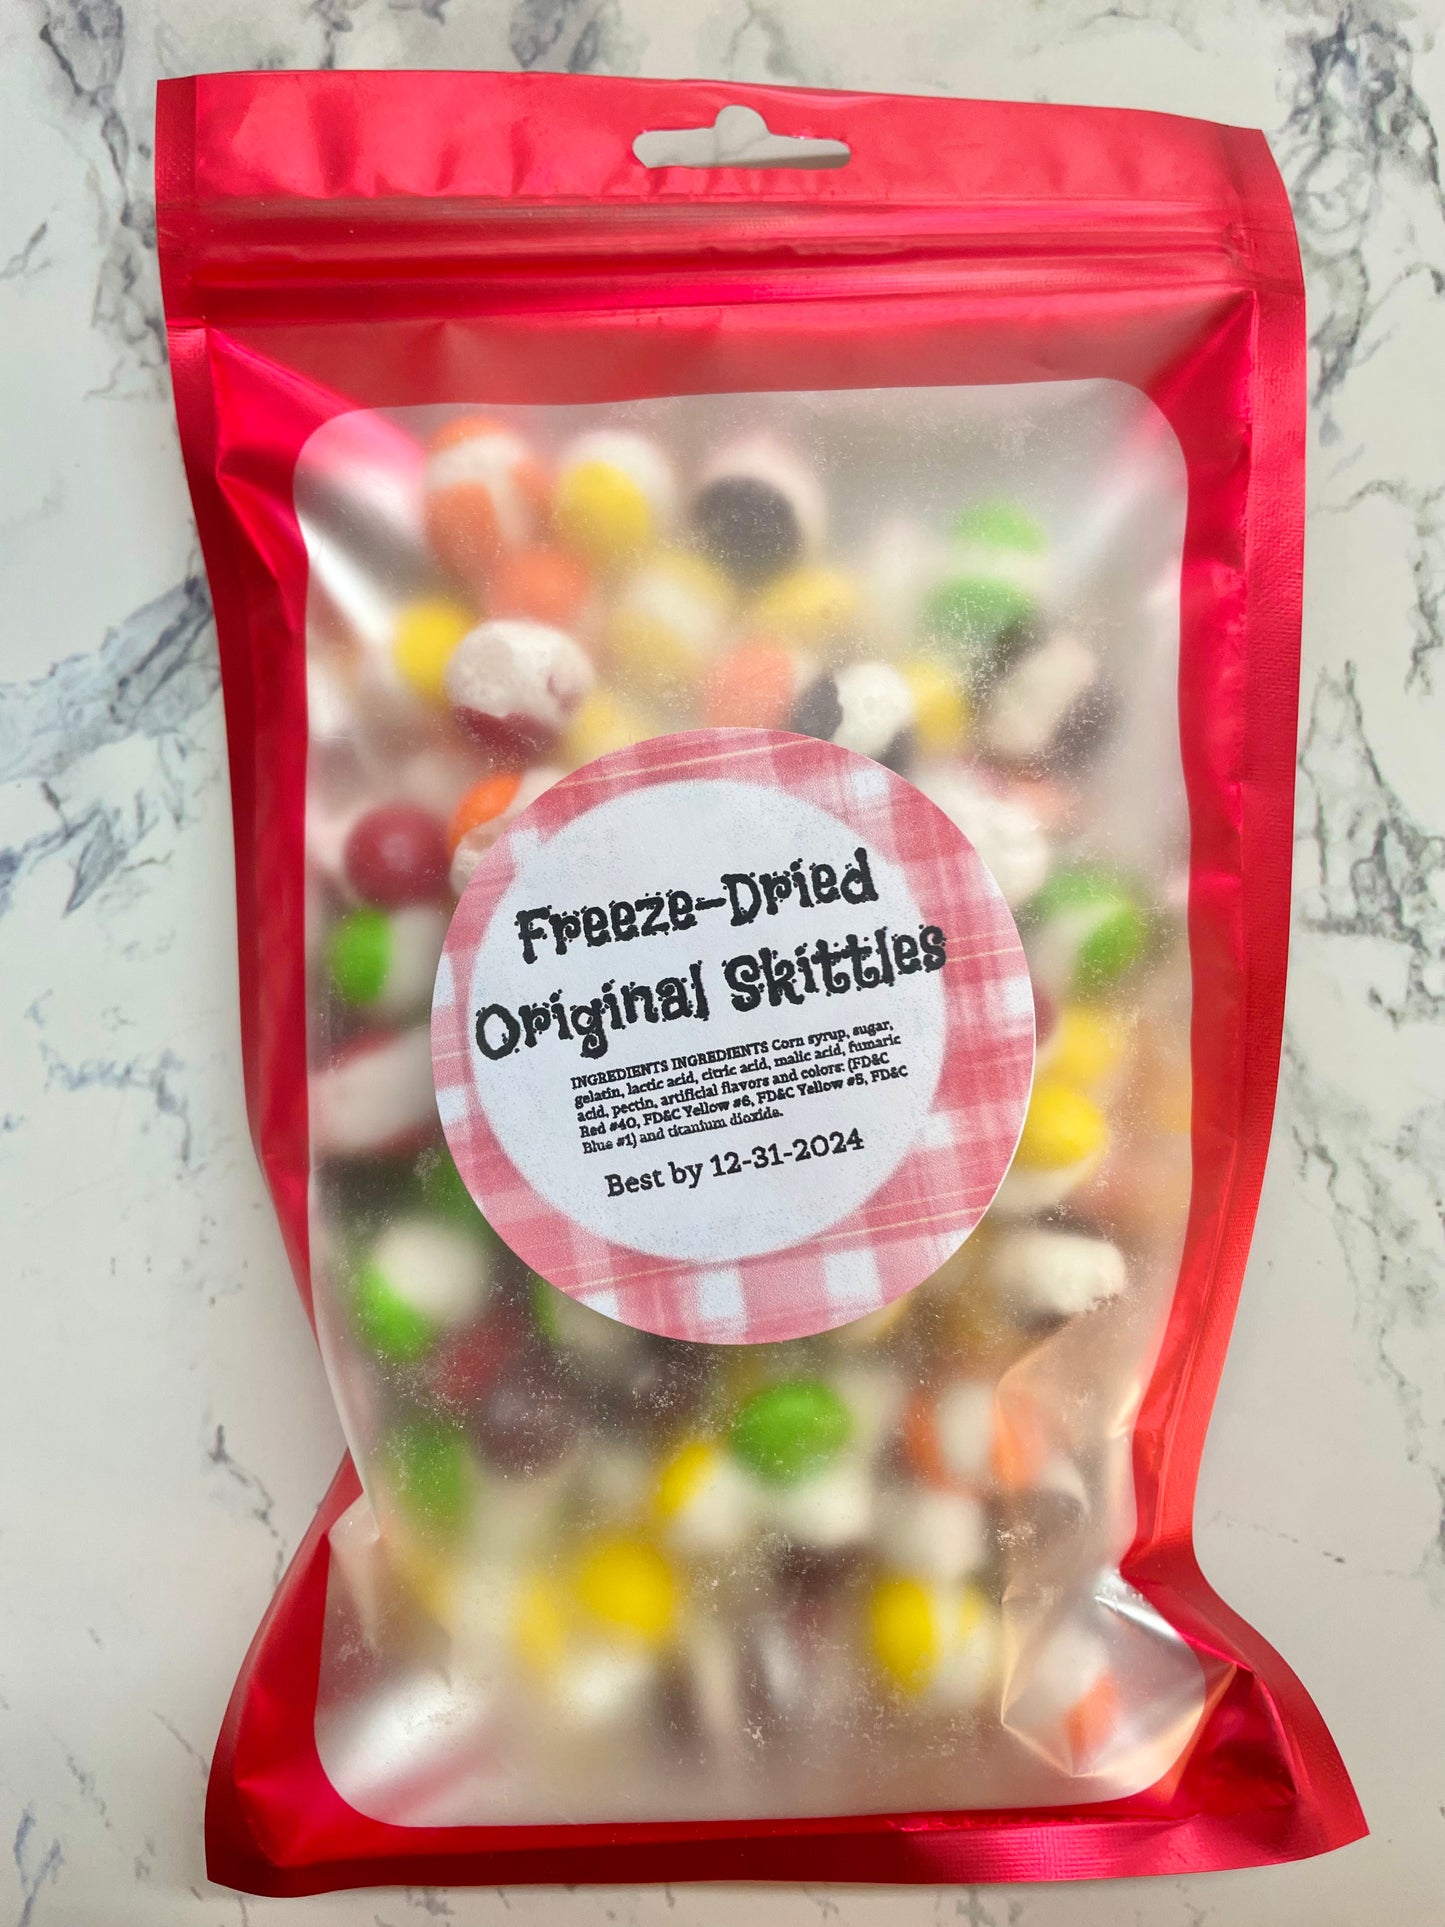 Freeze-Dried
Original Skittles
INGREDIENTS INGREDIENTS Corn syrup, sugar,
gelatin, lactic acid, citric acid, malic acid, fumaric
acid, pectin, artificial flavors and colors: (FD&C
Red #40, FD&C Yellow #6, FD&C Yellow #5, FD&C
Blue #1) and titanium dioxide.
Best by 12-31-2024